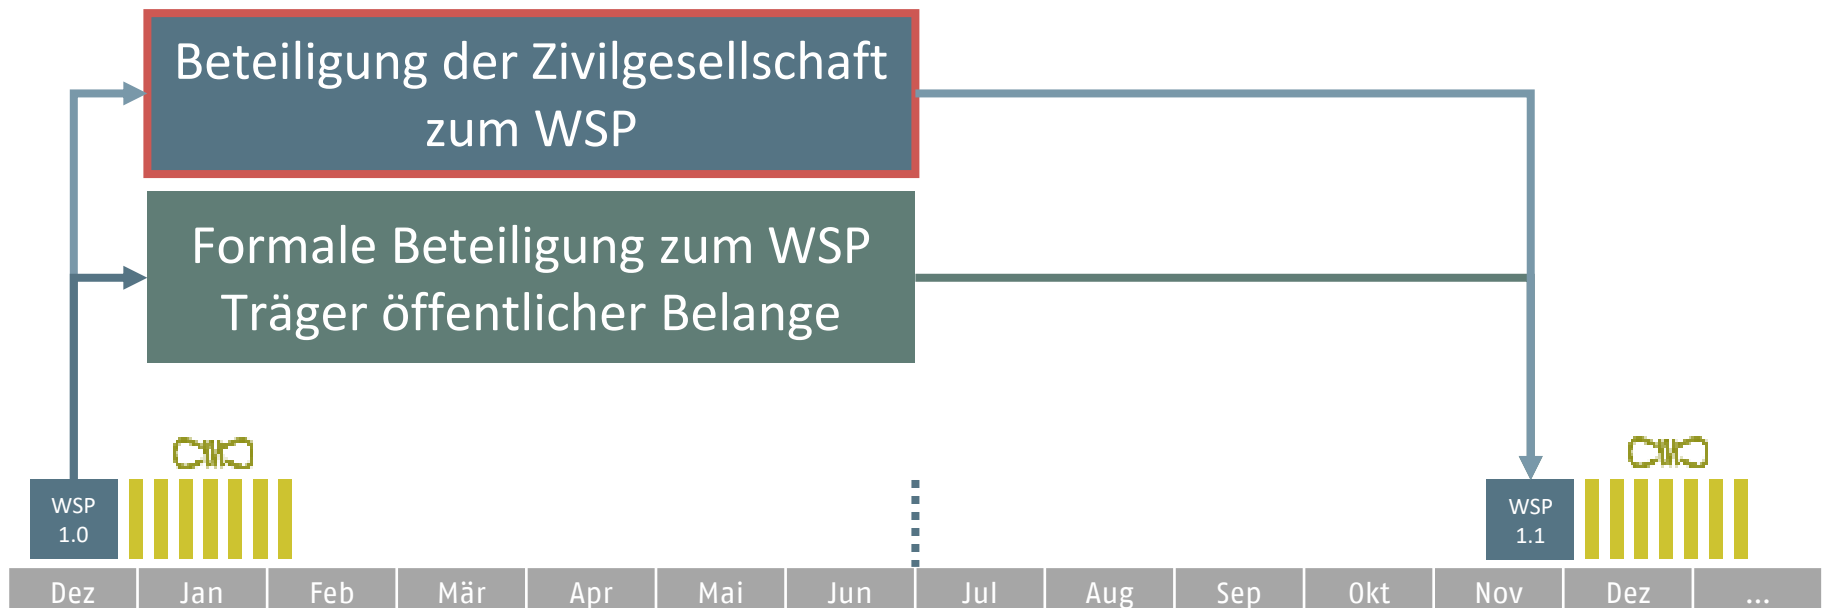 Beteiligung der Zivilgesellschaft
zum WSP
Formale Beteiligung zum WSP
Träger öffentlicher Belange
WSP
1.0
WSP
1.1
Dez Jan Feb Mär Apr Mai Jun Jul Aug Sep Okt Nov Dez ...